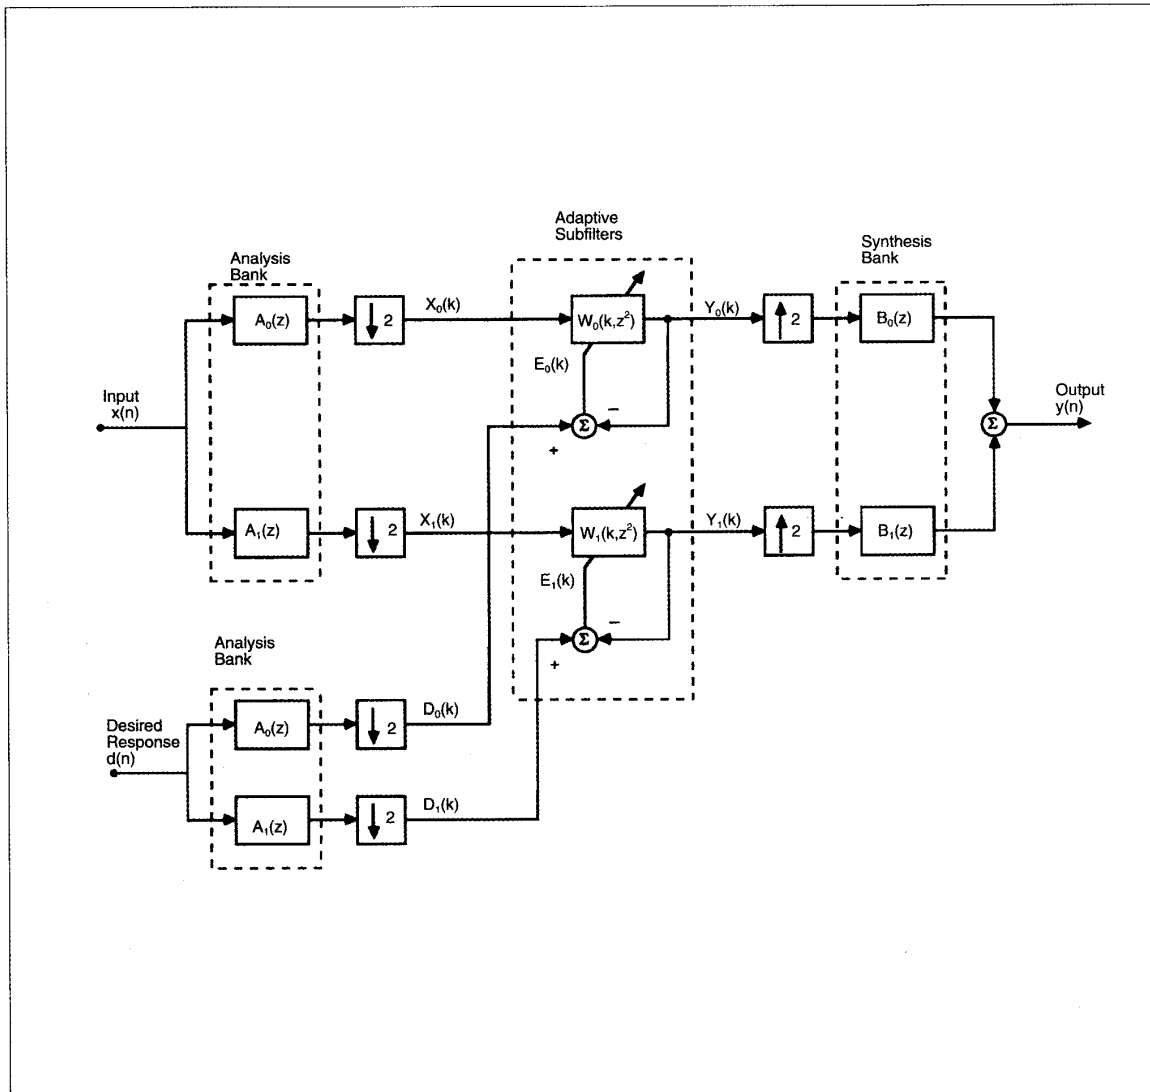 Adaptive
Subfilters
Synthesis
Bank
Analysis
Bank
A₀(z)
2
X₀(k)
W₀(k,z²)
Y₀(k)
2
B₀(z)
E₀(k)
Input
x(n)
−
Σ
+
Output
y(n)
Σ
A₁(z)
2
X₁(k)
W₁(k,z²)
Y₁(k)
2
B₁(z)
E₁(k)
−
Σ
+
Analysis
Bank
Desired
Response
d(n)
A₀(z)
2
D₀(k)
A₁(z)
2
D₁(k)